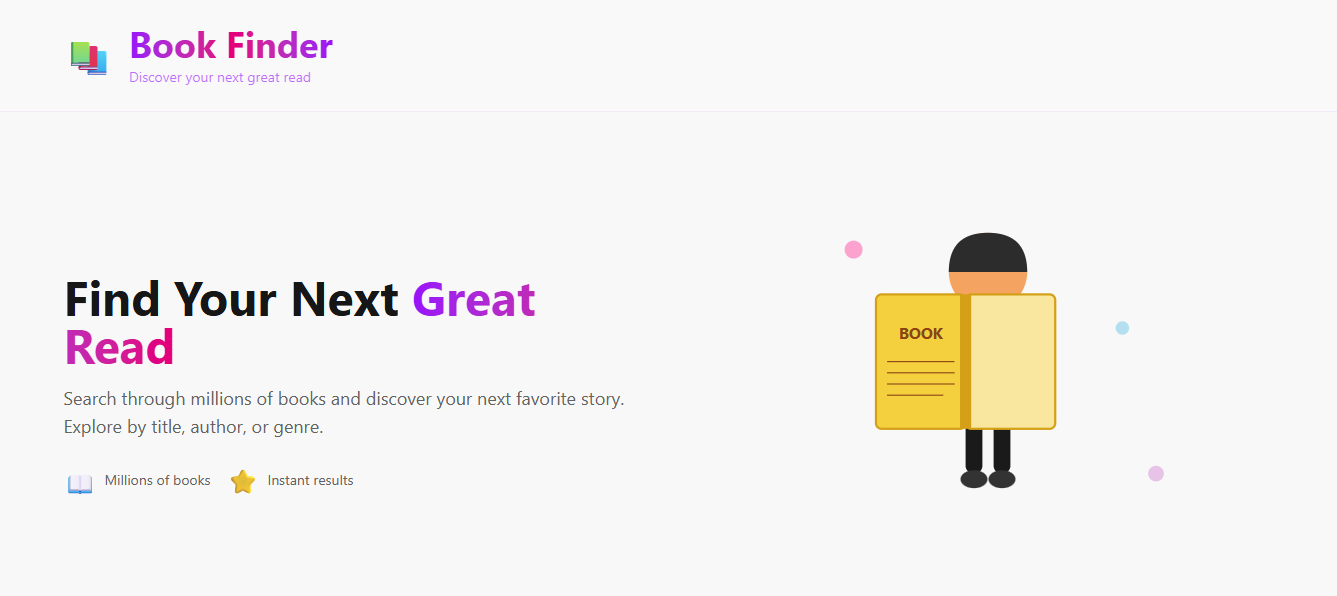 Book Finder
Discover your next great read
Find Your Next Great
Read
Search through millions of books and discover your next favorite story.
Explore by title, author, or genre.
Millions of books
Instant results
BOOK